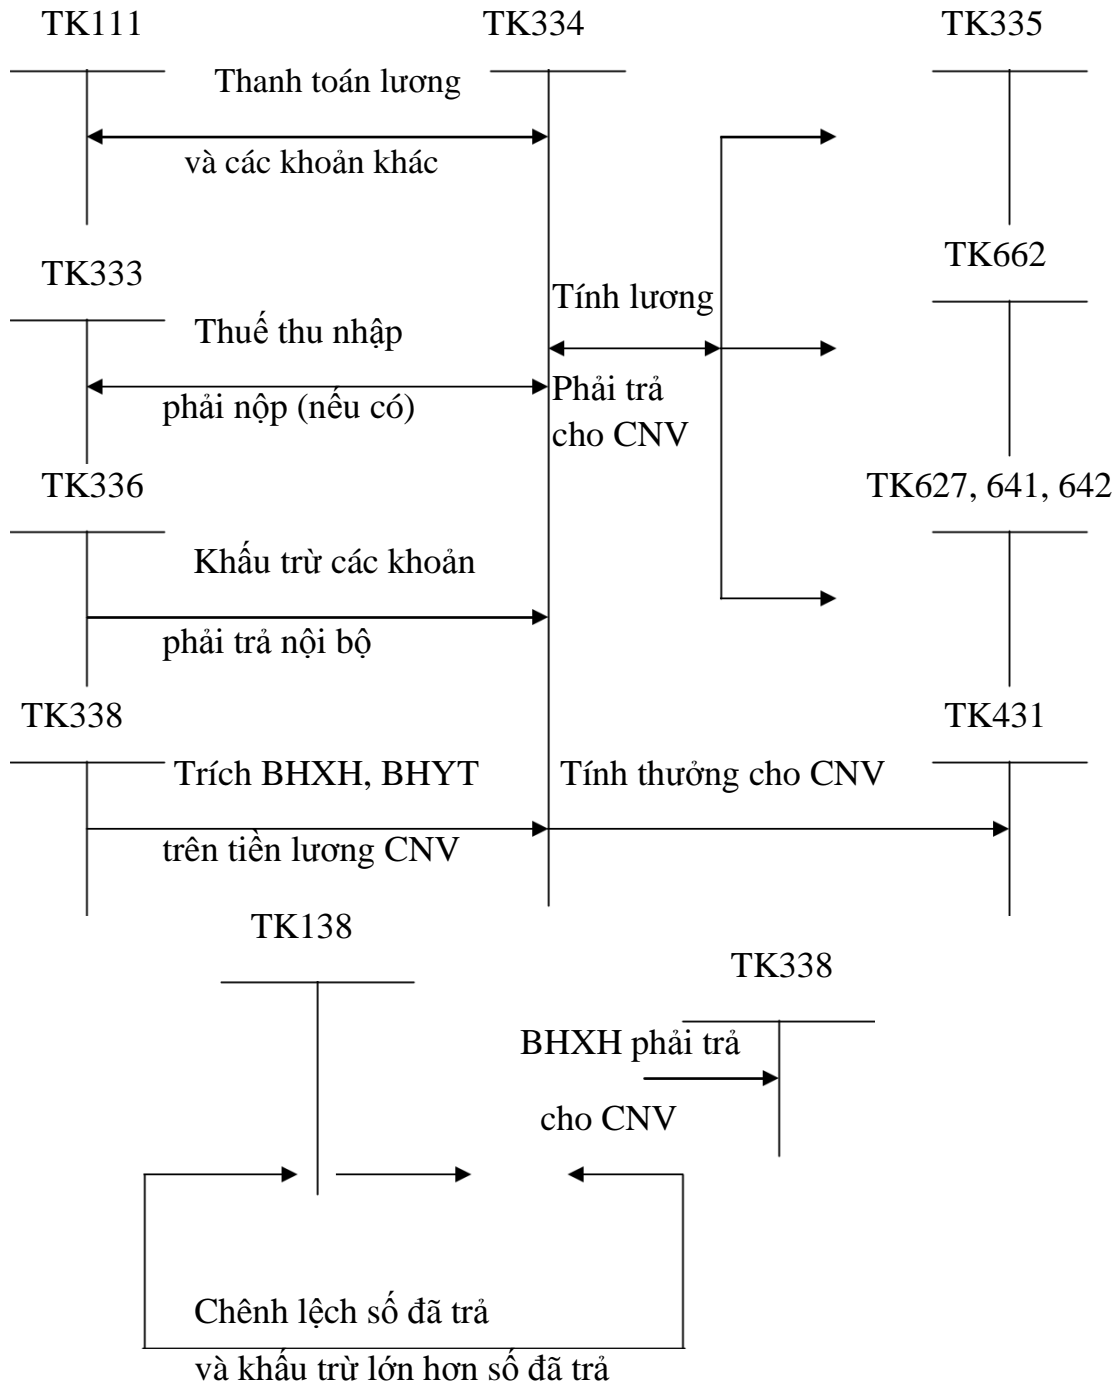 TK111
TK334
TK335
Thanh toán lương
và các khoản khác
TK333
TK662
Tính lương
Thuế thu nhập
phải nộp (nếu có)
Phải trả
cho CNV
TK336
TK627, 641, 642
Khấu trừ các khoản
phải trả nội bộ
TK338
TK431
Trích BHXH, BHYT
Tính thưởng cho CNV
trên tiền lương CNV
TK138
TK338
BHXH phải trả
cho CNV
Chênh lệch số đã trả
và khấu trừ lớn hơn số đã trả